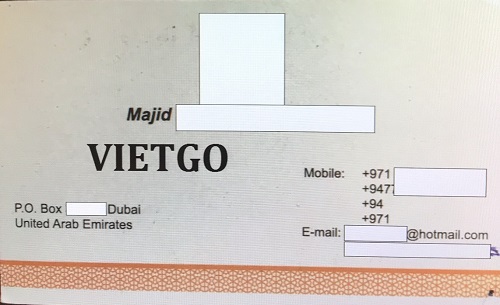 Majid
VIETGO
Mobile: +971
+9477
+94
+971
P.O. Box Dubai
United Arab Emirates
E-mail: @hotmail.com